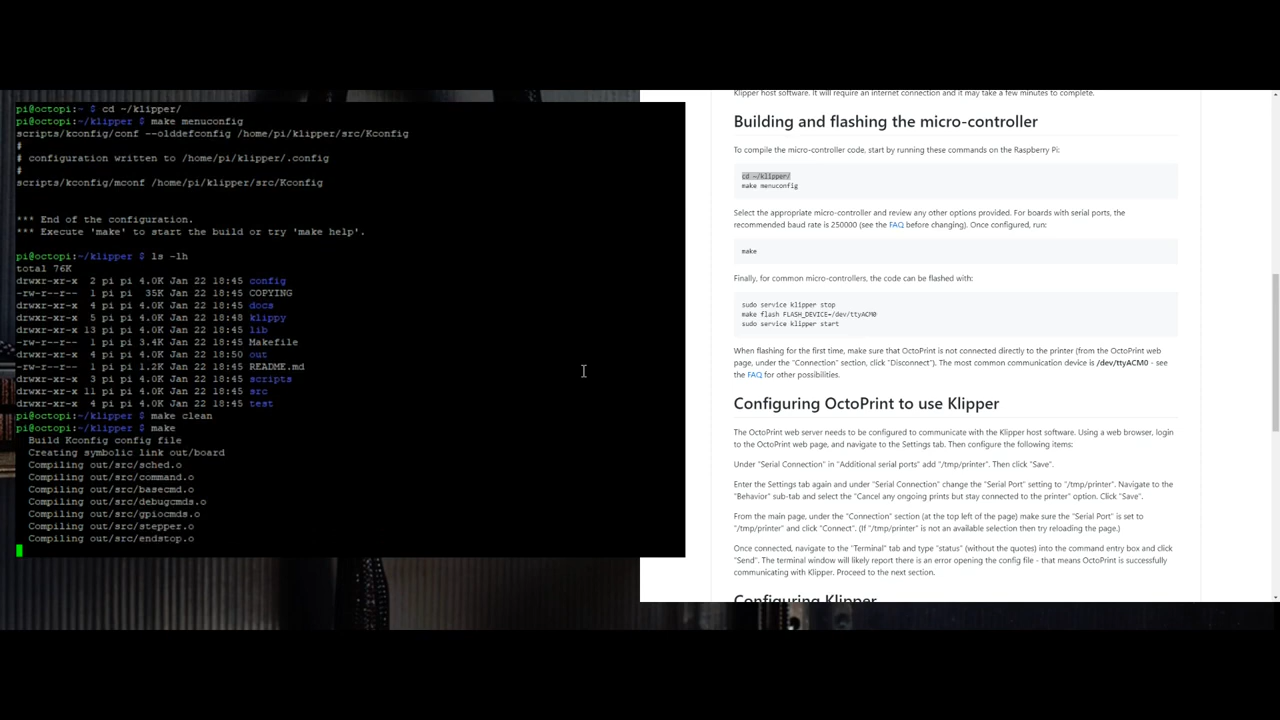 pi@octopi:~ $ cd ~/klipper/
pi@octopi:~/klipper $ make menuconfig
scripts/kconfig/conf --olddefconfig /home/pi/klipper/src/Kconfig
#
# configuration written to /home/pi/klipper/.config
#
scripts/kconfig/mconf /home/pi/klipper/src/Kconfig
*** End of the configuration.
*** Execute 'make' to start the build or try 'make help'.
pi@octopi:~/klipper $ ls -lh
total 76K
drwxr-xr-x 2 pi pi 4.0K Jan 22 18:45 config
-rw-r--r-- 1 pi pi 35K Jan 22 18:45 COPYING
drwxr-xr-x 4 pi pi 4.0K Jan 22 18:45 docs
drwxr-xr-x 5 pi pi 4.0K Jan 22 18:48 klippy
drwxr-xr-x 13 pi pi 4.0K Jan 22 18:45 lib
-rw-r--r-- 1 pi pi 3.4K Jan 22 18:45 Makefile
drwxr-xr-x 4 pi pi 4.0K Jan 22 18:50 out
-rw-r--r-- 1 pi pi 1.2K Jan 22 18:45 README.md
drwxr-xr-x 3 pi pi 4.0K Jan 22 18:45 scripts
drwxr-xr-x 11 pi pi 4.0K Jan 22 18:45 src
drwxr-xr-x 4 pi pi 4.0K Jan 22 18:45 test
pi@octopi:~/klipper $ make clean
pi@octopi:~/klipper $ make
Build Kconfig config file
Creating symbolic link out/board
Compiling out/src/sched.o
Compiling out/src/command.o
Compiling out/src/basecmd.o
Compiling out/src/debugcmds.o
Compiling out/src/gpiocmds.o
Compiling out/src/stepper.o
Compiling out/src/endstop.o
Klipper host software. It will require an internet connection and it may take a few minutes to complete.
Building and flashing the micro-controller
To compile the micro-controller code, start by running these commands on the Raspberry Pi:
cd ~/klipper/
make menuconfig
Select the appropriate micro-controller and review any other options provided. For boards with serial ports, the
recommended baud rate is 250000 (see the FAQ before changing). Once configured, run:
make
Finally, for common micro-controllers, the code can be flashed with:
sudo service klipper stop
make flash FLASH_DEVICE=/dev/ttyACM0
sudo service klipper start
When flashing for the first time, make sure that OctoPrint is not connected directly to the printer (from the OctoPrint web
page, under the "Connection" section, click "Disconnect"). The most common communication device is /dev/ttyACM0 - see
the FAQ for other possibilities.
Configuring OctoPrint to use Klipper
The OctoPrint web server needs to be configured to communicate with the Klipper host software. Using a web browser, login
to the OctoPrint web page, and navigate to the Settings tab. Then configure the following items:
Under "Serial Connection" in "Additional serial ports" add "/tmp/printer". Then click "Save".
Enter the Settings tab again and under "Serial Connection" change the "Serial Port" setting to "/tmp/printer". Navigate to the
"Behavior" sub-tab and select the "Cancel any ongoing prints but stay connected to the printer" option. Click "Save".
From the main page, under the "Connection" section (at the top left of the page) make sure the "Serial Port" is set to
"/tmp/printer" and click "Connect". (If "/tmp/printer" is not an available selection then try reloading the page.)
Once connected, navigate to the "Terminal" tab and type "status" (without the quotes) into the command entry box and click
"Send". The terminal window will likely report there is an error opening the config file - that means OctoPrint is successfully
communicating with Klipper. Proceed to the next section.
Configuring Klipper